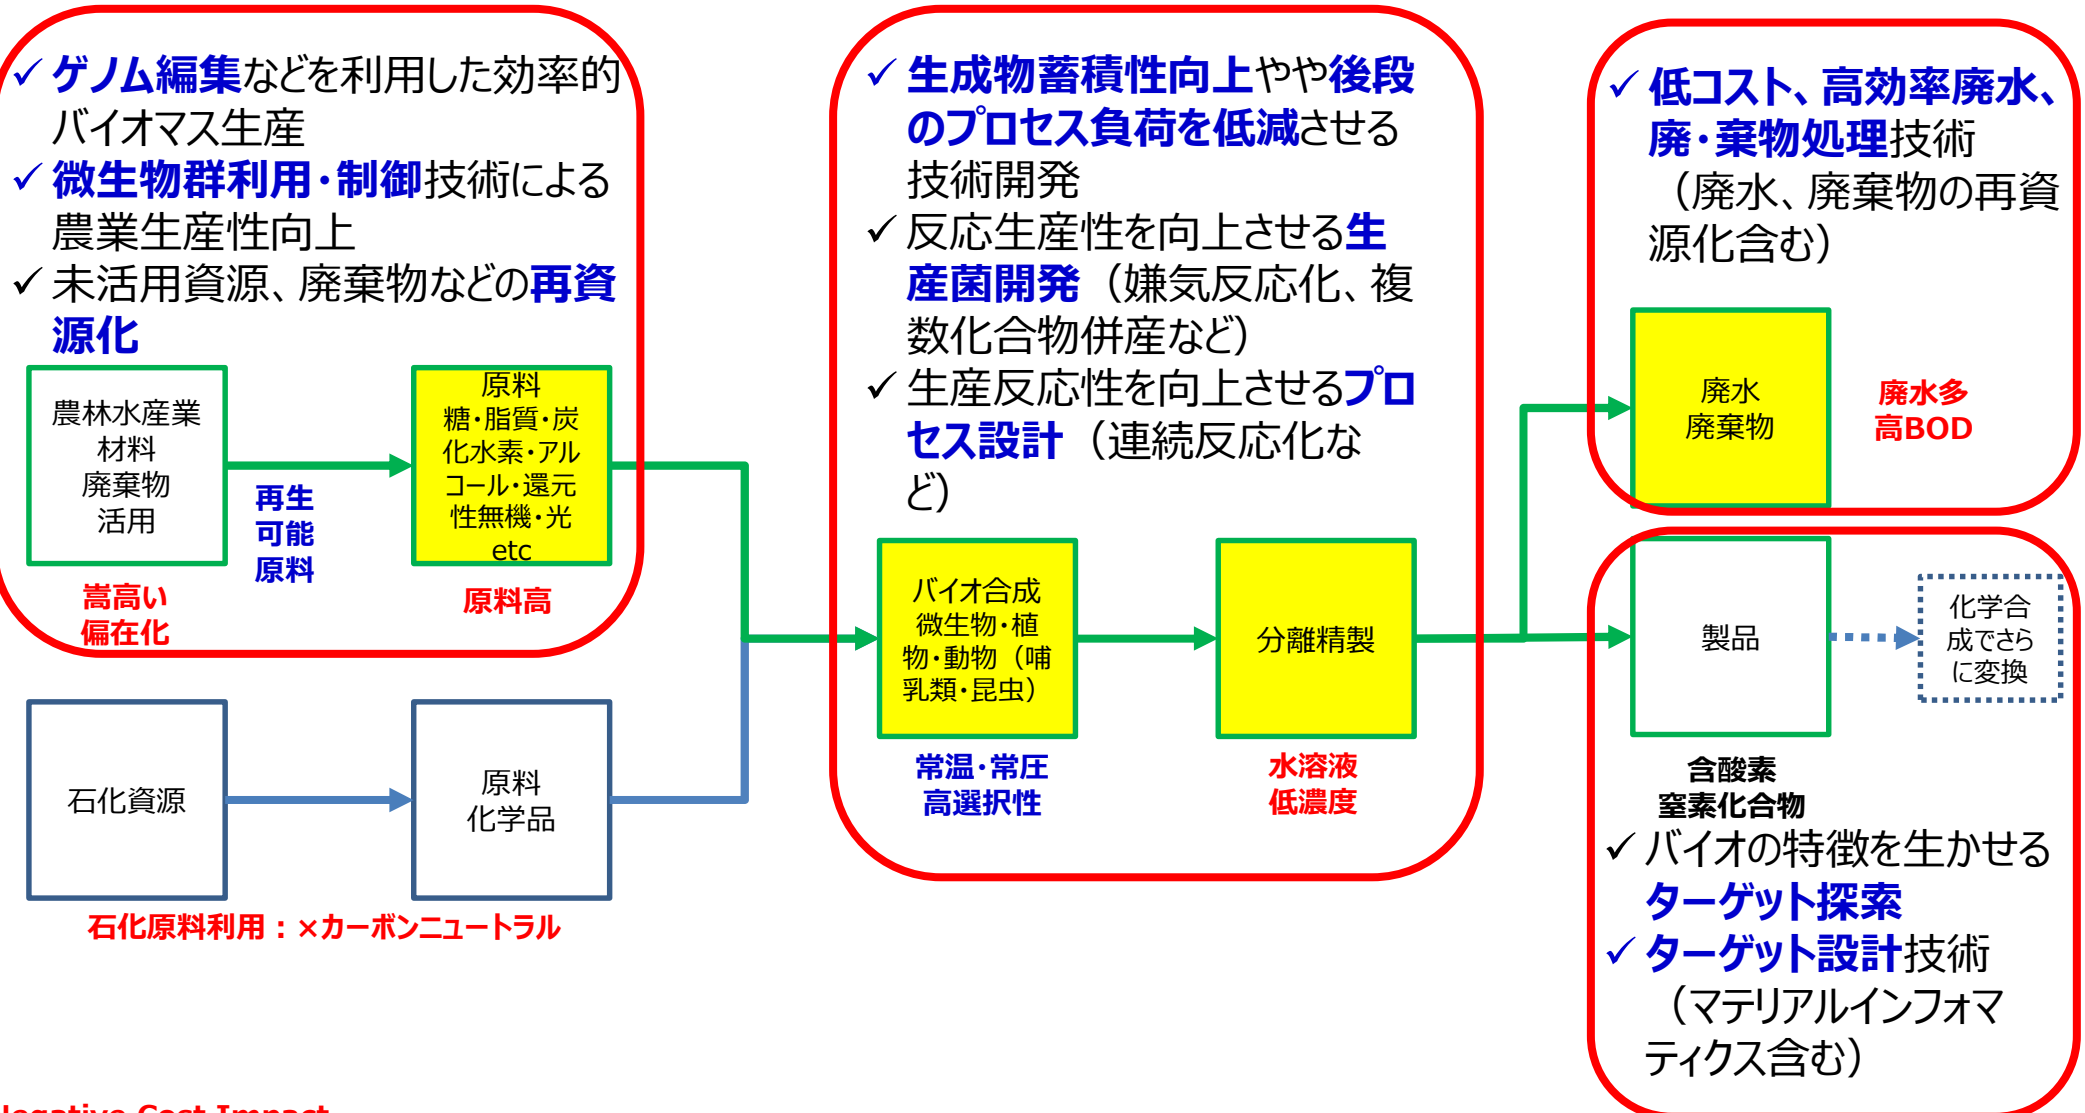 ✓ゲノム編集などを利用した効率的
バイオマス生産
✓微生物群利用・制御技術による
農業生産性向上
✓未活用資源、廃棄物などの再資
源化
農林水産業
材料
廃棄物
活用
再生
可能
原料
原料
糖・脂質・炭
化水素・アル
コール・還元
性無機・光
etc
嵩高い
偏在化
原料高
石化資源
原料
化学品
石化原料利用：×カーボンニュートラル
✓生成物蓄積性向上やや後段
のプロセス負荷を低減させる
技術開発
✓反応生産性を向上させる生
産菌開発（嫌気反応化、複
数化合物併産など）
✓生産反応性を向上させるプロ
セス設計（連続反応化な
ど）
バイオ合成
微生物・植
物・動物（哺
乳類・昆虫）
分離精製
常温・常圧
高選択性
水溶液
低濃度
✓低コスト、高効率廃水、
廃・棄物処理技術
（廃水、廃棄物の再資
源化含む）
廃水
廃棄物
廃水多
高BOD
製品
化学合
成でさら
に変換
含酸素
窒素化合物
✓バイオの特徴を生かせる
ターゲット探索
✓ターゲット設計技術
（マテリアルインフォマ
ティクス含む）
Negative Cost Impact